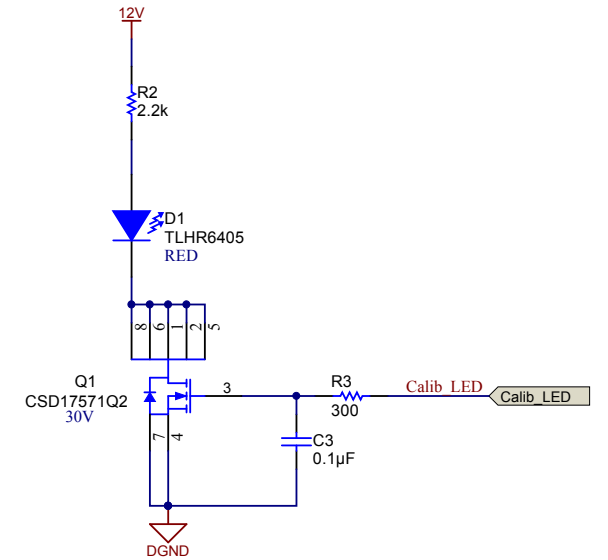 12V
R2
2.2k
D1
TLHR6405
RED
8 6 1 2 5
Q1
CSD17571Q2
30V
3
7 4
R3
300
Calib_LED
Calib_LED
C3
0.1µF
DGND